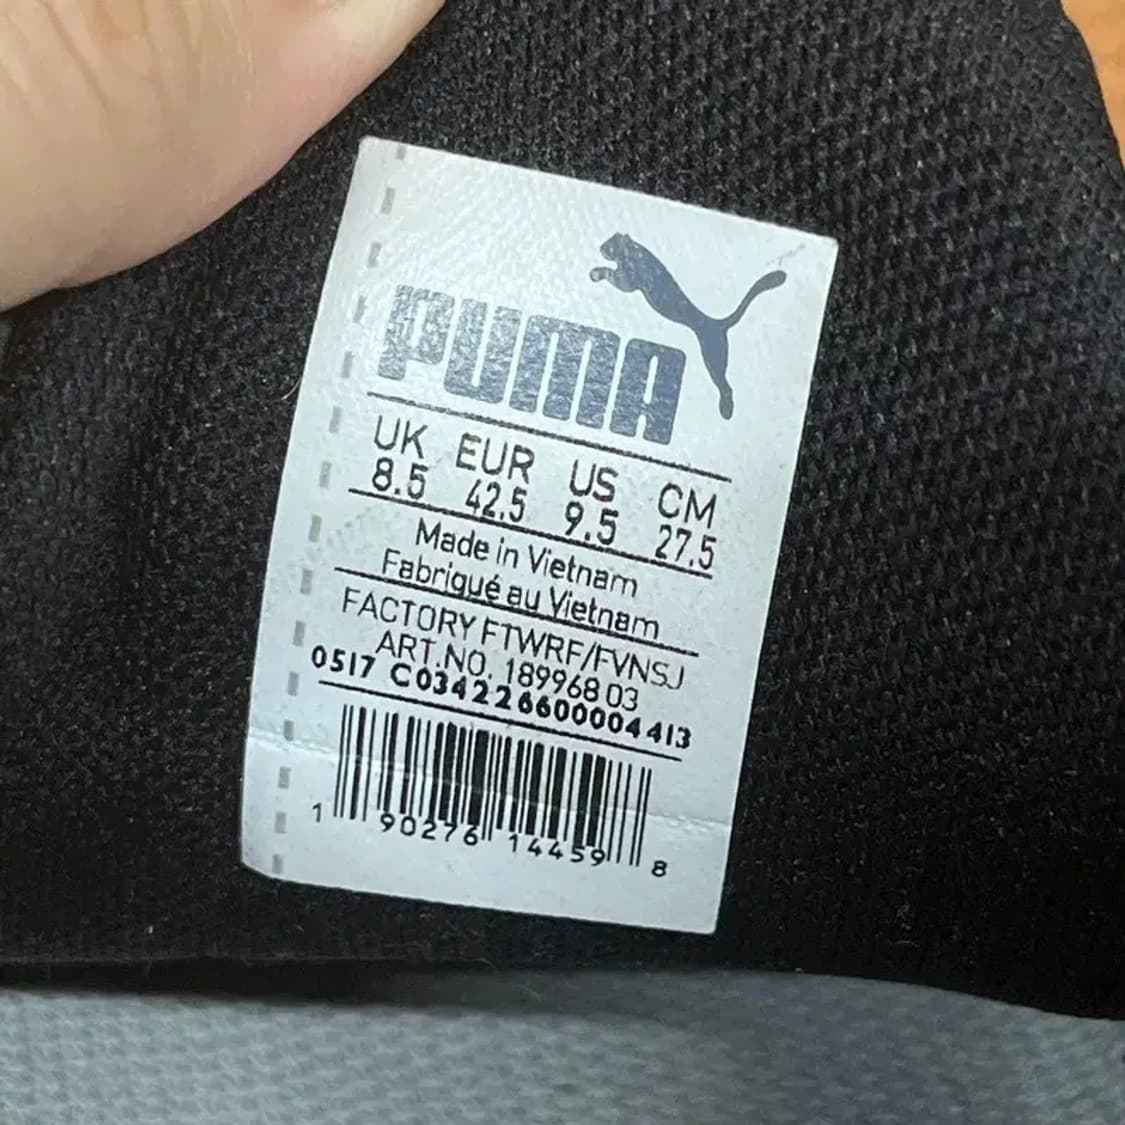 PUMA
UK EUR US CM
8.5 42.5 9.5 27.5
Made in Vietnam
Fabriqué au Vietnam
FACTORY FTWRF/FVNSJ
ART.NO. 189968 03
0517 C034226600004413
1 90276 14459 8